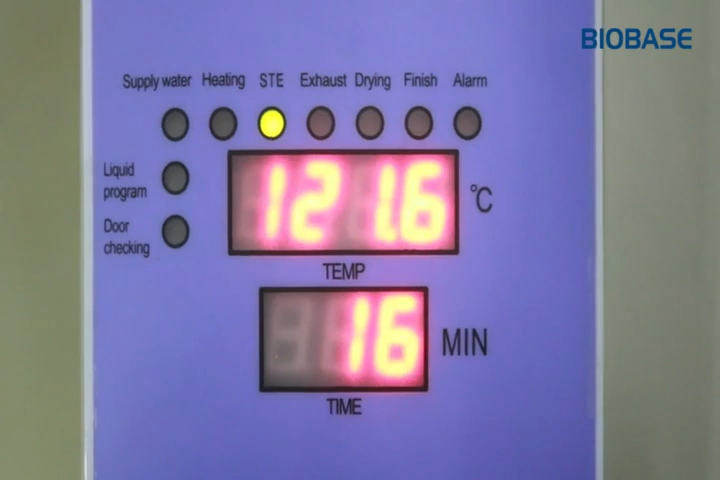 BIOBASE
Supply water Heating STE Exhaust Drying Finish Alarm
Liquid
program
Door
checking
121.6 °C
TEMP
16 MIN
TIME